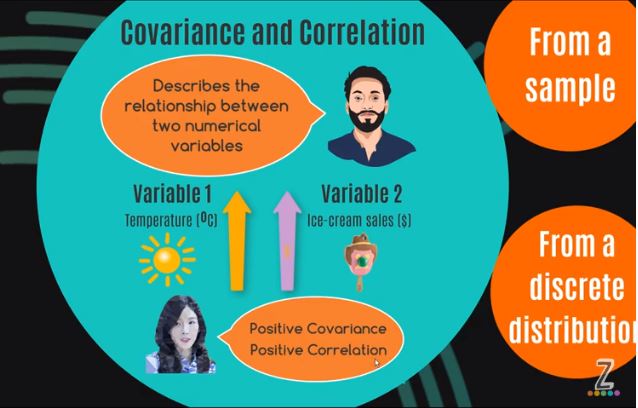 Covariance and Correlation
Describes the
relationship between
two numerical
variables
Variable 1
Temperature (ºC)
Variable 2
Ice-cream sales ($)
Positive Covariance
Positive Correlation
From a
sample
From a
discrete
distribution
Z